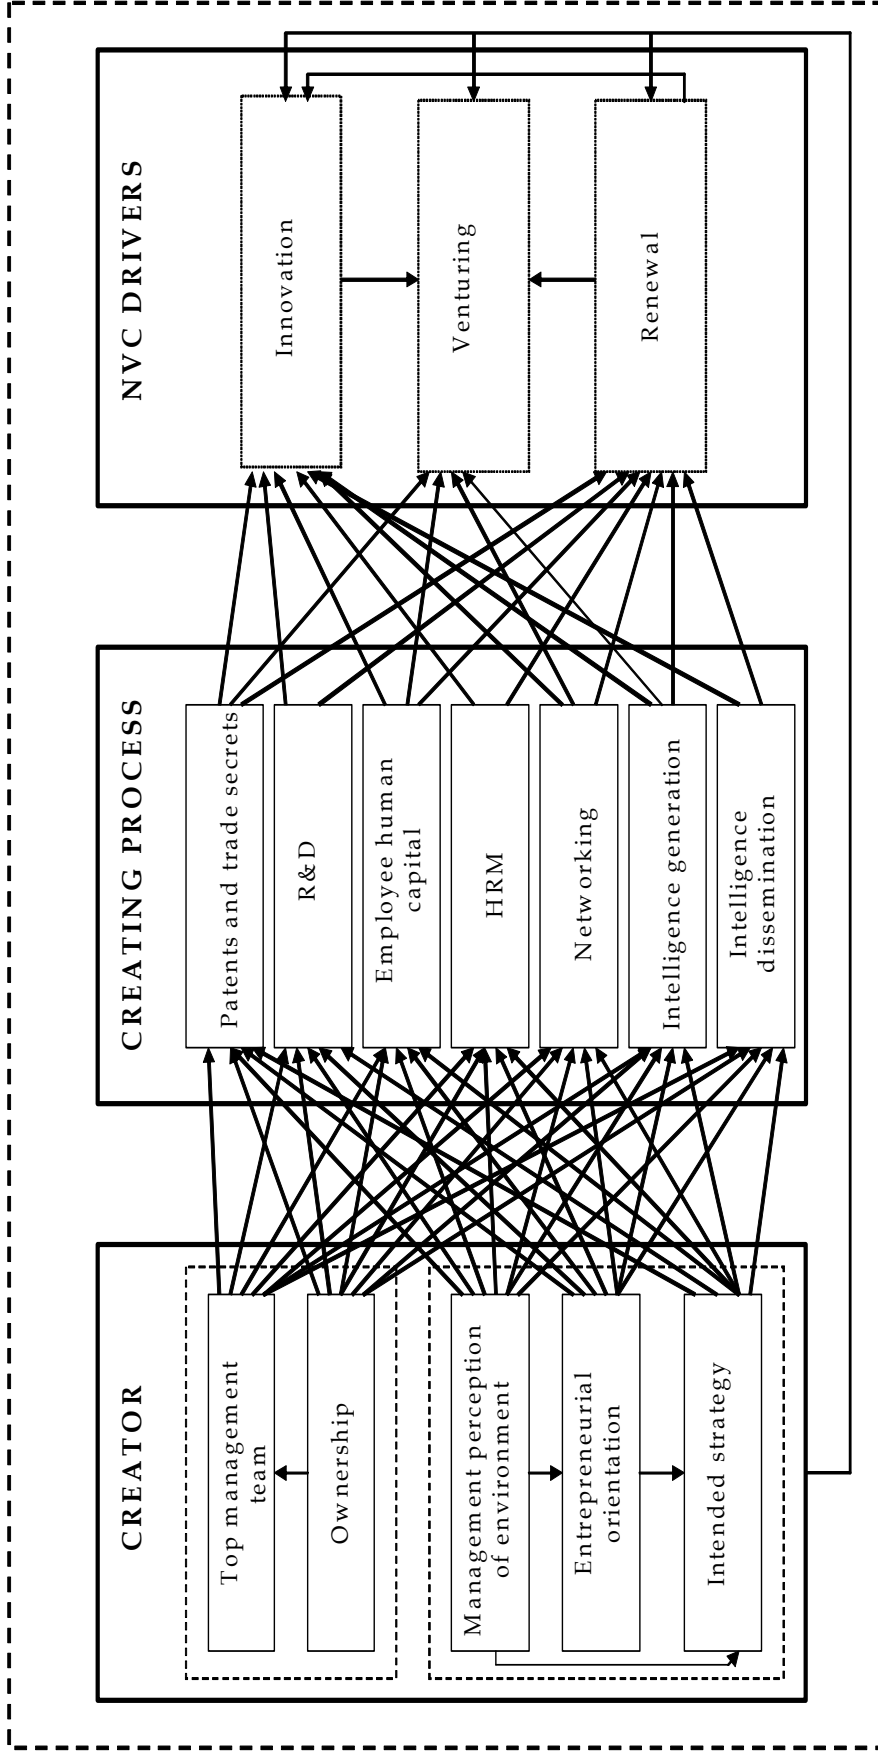 CREATOR
Top management
team
Ownership
Management perception
of environment
Entrepreneurial
orientation
Intended strategy
CREATING PROCESS
Patents and trade secrets
R&D
Employee human
capital
HRM
Networking
Intelligence generation
Intelligence
dissemination
NVC DRIVERS
Innovation
Venturing
Renewal